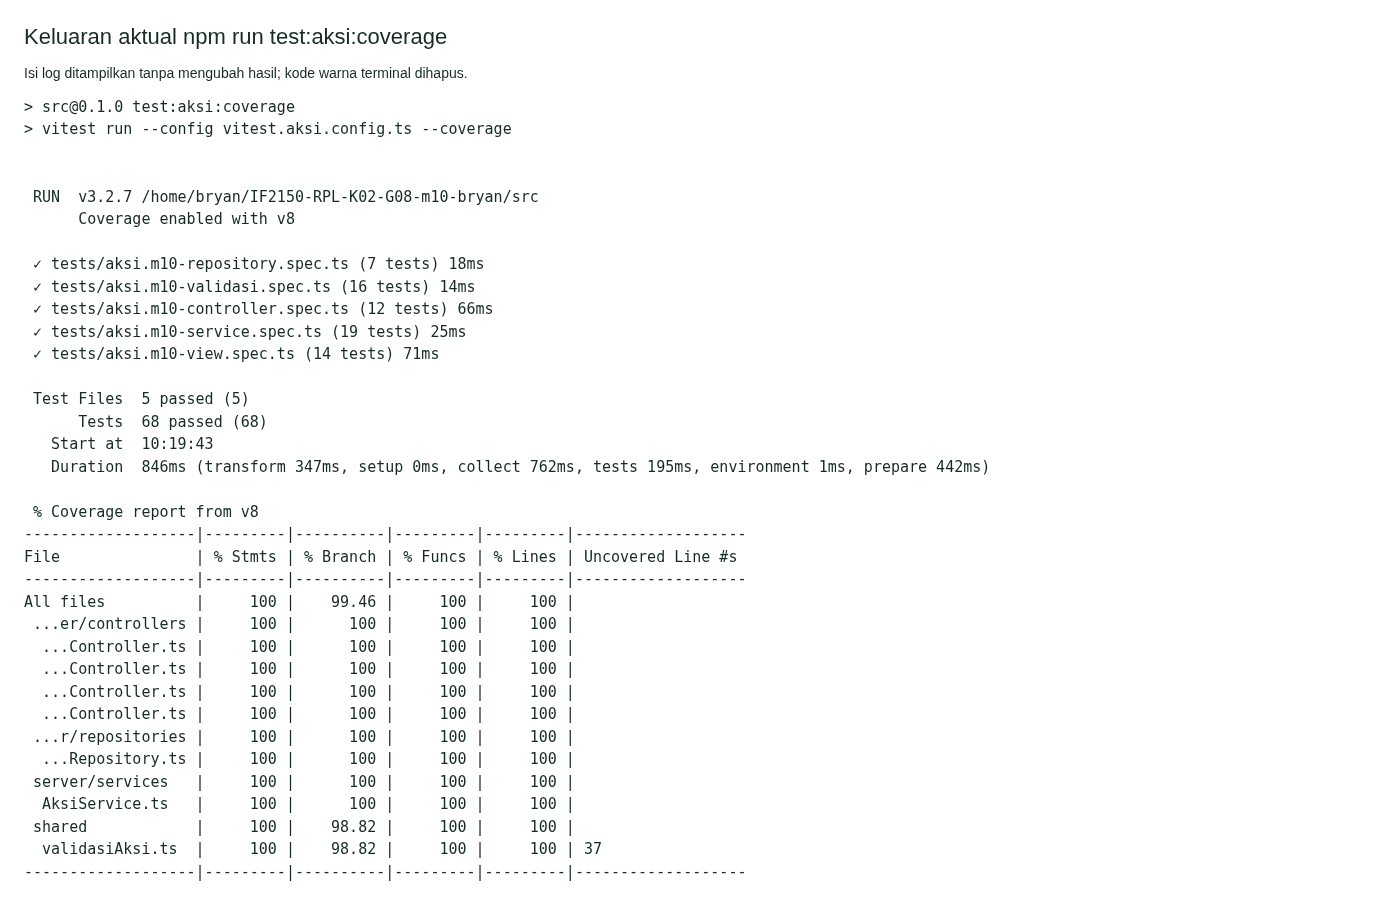 Keluaran aktual npm run test:aksi:coverage
Isi log ditampilkan tanpa mengubah hasil; kode warna terminal dihapus.
> src@0.1.0 test:aksi:coverage
> vitest run --config vitest.aksi.config.ts --coverage
RUN  v3.2.7 /home/bryan/IF2150-RPL-K02-G08-m10-bryan/src
Coverage enabled with v8
✓ tests/aksi.m10-repository.spec.ts (7 tests) 18ms
✓ tests/aksi.m10-validasi.spec.ts (16 tests) 14ms
✓ tests/aksi.m10-controller.spec.ts (12 tests) 66ms
✓ tests/aksi.m10-service.spec.ts (19 tests) 25ms
✓ tests/aksi.m10-view.spec.ts (14 tests) 71ms
Test Files  5 passed (5)
Tests  68 passed (68)
Start at  10:19:43
Duration  846ms (transform 347ms, setup 0ms, collect 762ms, tests 195ms, environment 1ms, prepare 442ms)
% Coverage report from v8
-------------------|---------|----------|---------|---------|-------------------
File               | % Stmts | % Branch | % Funcs | % Lines | Uncovered Line #s
-------------------|---------|----------|---------|---------|-------------------
All files          |     100 |    99.46 |     100 |     100 |
 ...er/controllers |     100 |      100 |     100 |     100 |
  ...Controller.ts |     100 |      100 |     100 |     100 |
  ...Controller.ts |     100 |      100 |     100 |     100 |
  ...Controller.ts |     100 |      100 |     100 |     100 |
  ...Controller.ts |     100 |      100 |     100 |     100 |
 ...r/repositories |     100 |      100 |     100 |     100 |
  ...Repository.ts |     100 |      100 |     100 |     100 |
 server/services   |     100 |      100 |     100 |     100 |
  AksiService.ts   |     100 |      100 |     100 |     100 |
 shared            |     100 |    98.82 |     100 |     100 |
  validasiAksi.ts  |     100 |    98.82 |     100 |     100 | 37
-------------------|---------|----------|---------|---------|-------------------